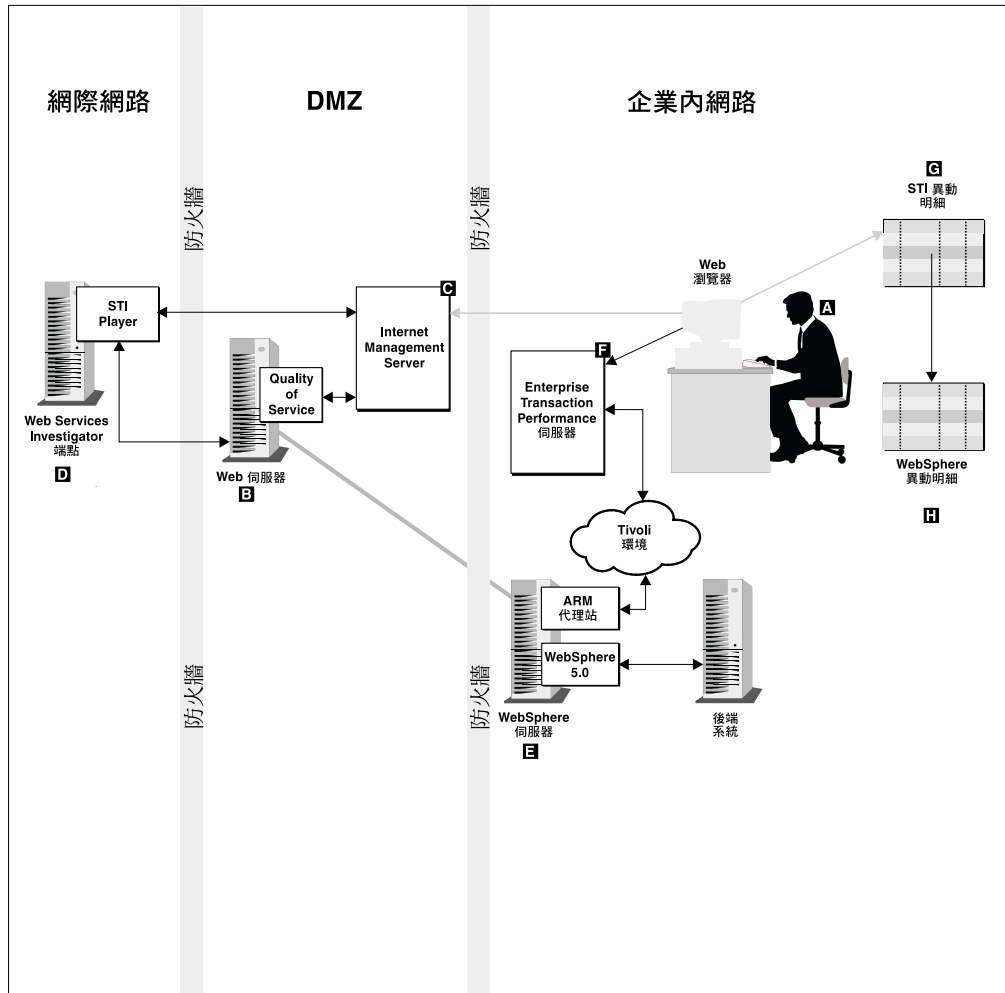 網際網路
DMZ
企業內網路
防火牆
防火牆
G
STI 異動
明細
Web
瀏覽器
C
A
STI
Player
Internet
Management
Server
F
Quality
of
Service
Enterprise
Transaction
Performance
伺服器
Web Services
Investigator
端點
D
Web 伺服器
B
WebSphere
異動明細
H
Tivoli
環境
ARM
代理站
WebSphere
5.0
防火牆
防火牆
WebSphere
伺服器
E
後端
系統